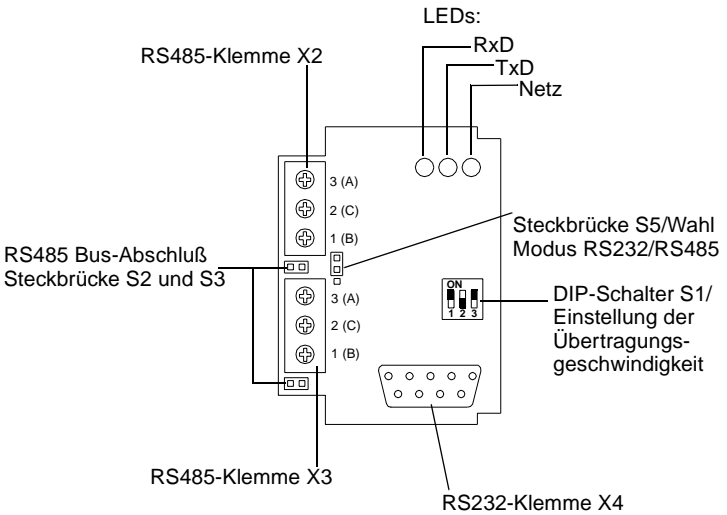 LEDs:
RxD
TxD
Netz
RS485-Klemme X2
3 (A)
2 (C)
1 (B)
Steckbrücke S5/Wahl
Modus RS232/RS485
RS485 Bus-Abschluß
Steckbrücke S2 und S3
ON
1 2 3
DIP-Schalter S1/
Einstellung der
Übertragungs-
geschwindigkeit
3 (A)
2 (C)
1 (B)
RS485-Klemme X3
RS232-Klemme X4